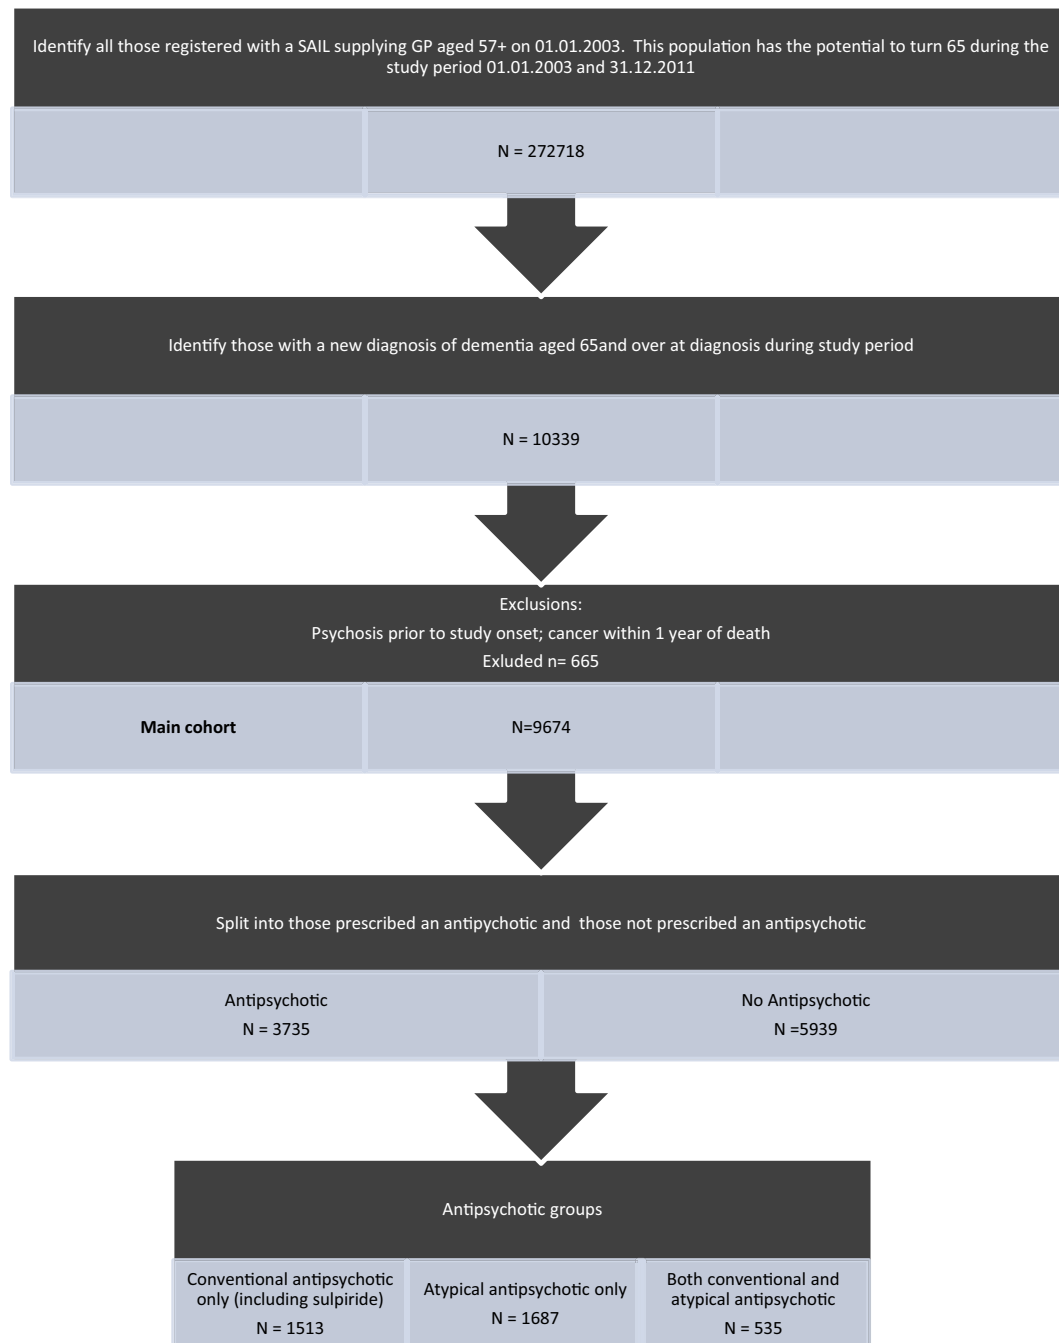 Identify all those registered with a SAIL supplying GP aged 57+ on 01.01.2003. This population has the potential to turn 65 during the
study period 01.01.2003 and 31.12.2011
N = 272718
Identify those with a new diagnosis of dementia aged 65and over at diagnosis during study period
N = 10339
Exclusions:
Psychosis prior to study onset; cancer within 1 year of death
Exluded n= 665
Main cohort
N=9674
Split into those prescribed an antipychotic and those not prescribed an antipsychotic
Antipsychotic
N = 3735
No Antipsychotic
N =5939
Antipsychotic groups
Conventional antipsychotic
only (including sulpiride)
N = 1513
Atypical antipsychotic only
N = 1687
Both conventional and
atypical antipsychotic
N = 535